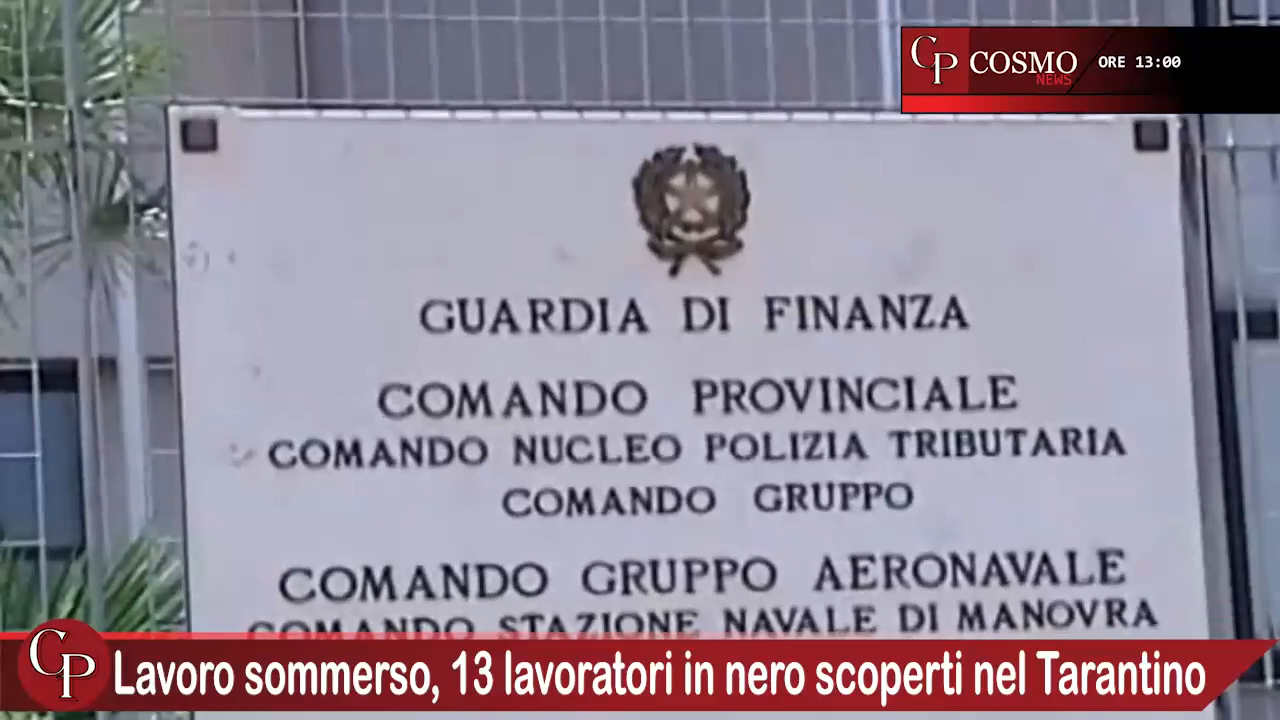 CP COSMO NEWS ORE 13:00
GUARDIA DI FINANZA
COMANDO PROVINCIALE
COMANDO NUCLEO POLIZIA TRIBUTARIA
COMANDO GRUPPO
COMANDO GRUPPO AERONAVALE
COMANDO STAZIONE NAVALE DI MANOVRA
CP Lavoro sommerso, 13 lavoratori in nero scoperti nel Tarantino